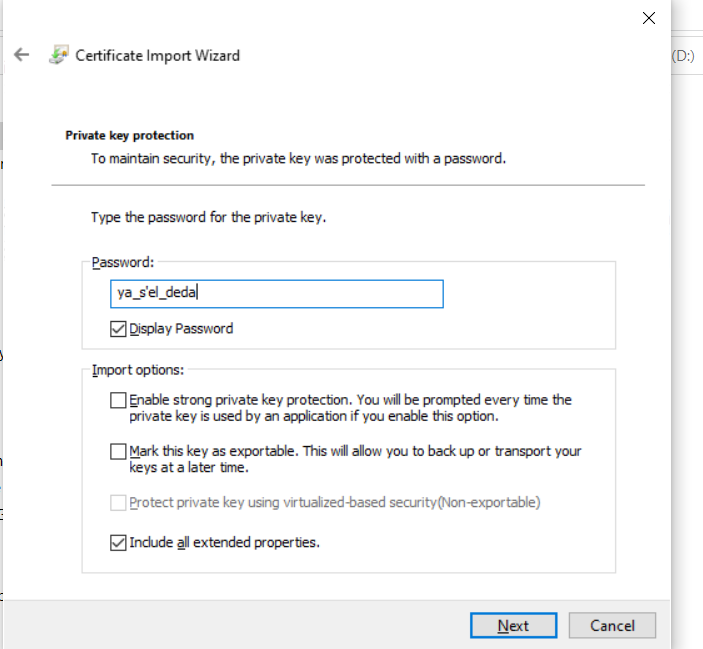 (D:)
Certificate Import Wizard
Private key protection
To maintain security, the private key was protected with a password.
Type the password for the private key.
Password:
ya_s'el_deda
Display Password
Import options:
Enable strong private key protection. You will be prompted every time the
private key is used by an application if you enable this option.
Mark this key as exportable. This will allow you to back up or transport your
keys at a later time.
Protect private key using virtualized-based security(Non-exportable)
Include all extended properties.
Next
Cancel